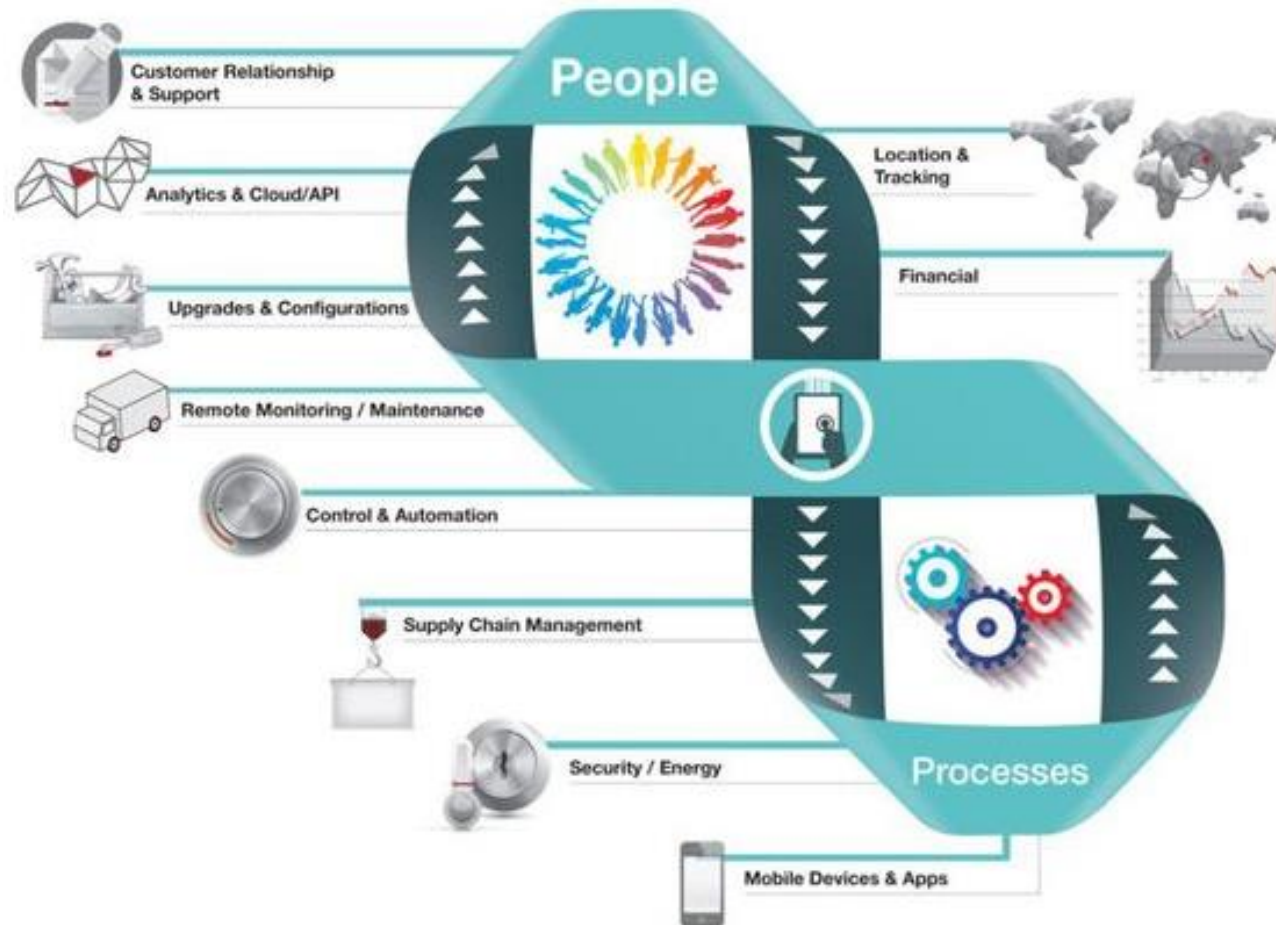 People
Customer Relationship
& Support
Location &
Tracking
Analytics & Cloud/API
Financial
Upgrades & Configurations
Remote Monitoring / Maintenance
Control & Automation
Supply Chain Management
Security / Energy
Processes
Mobile Devices & Apps